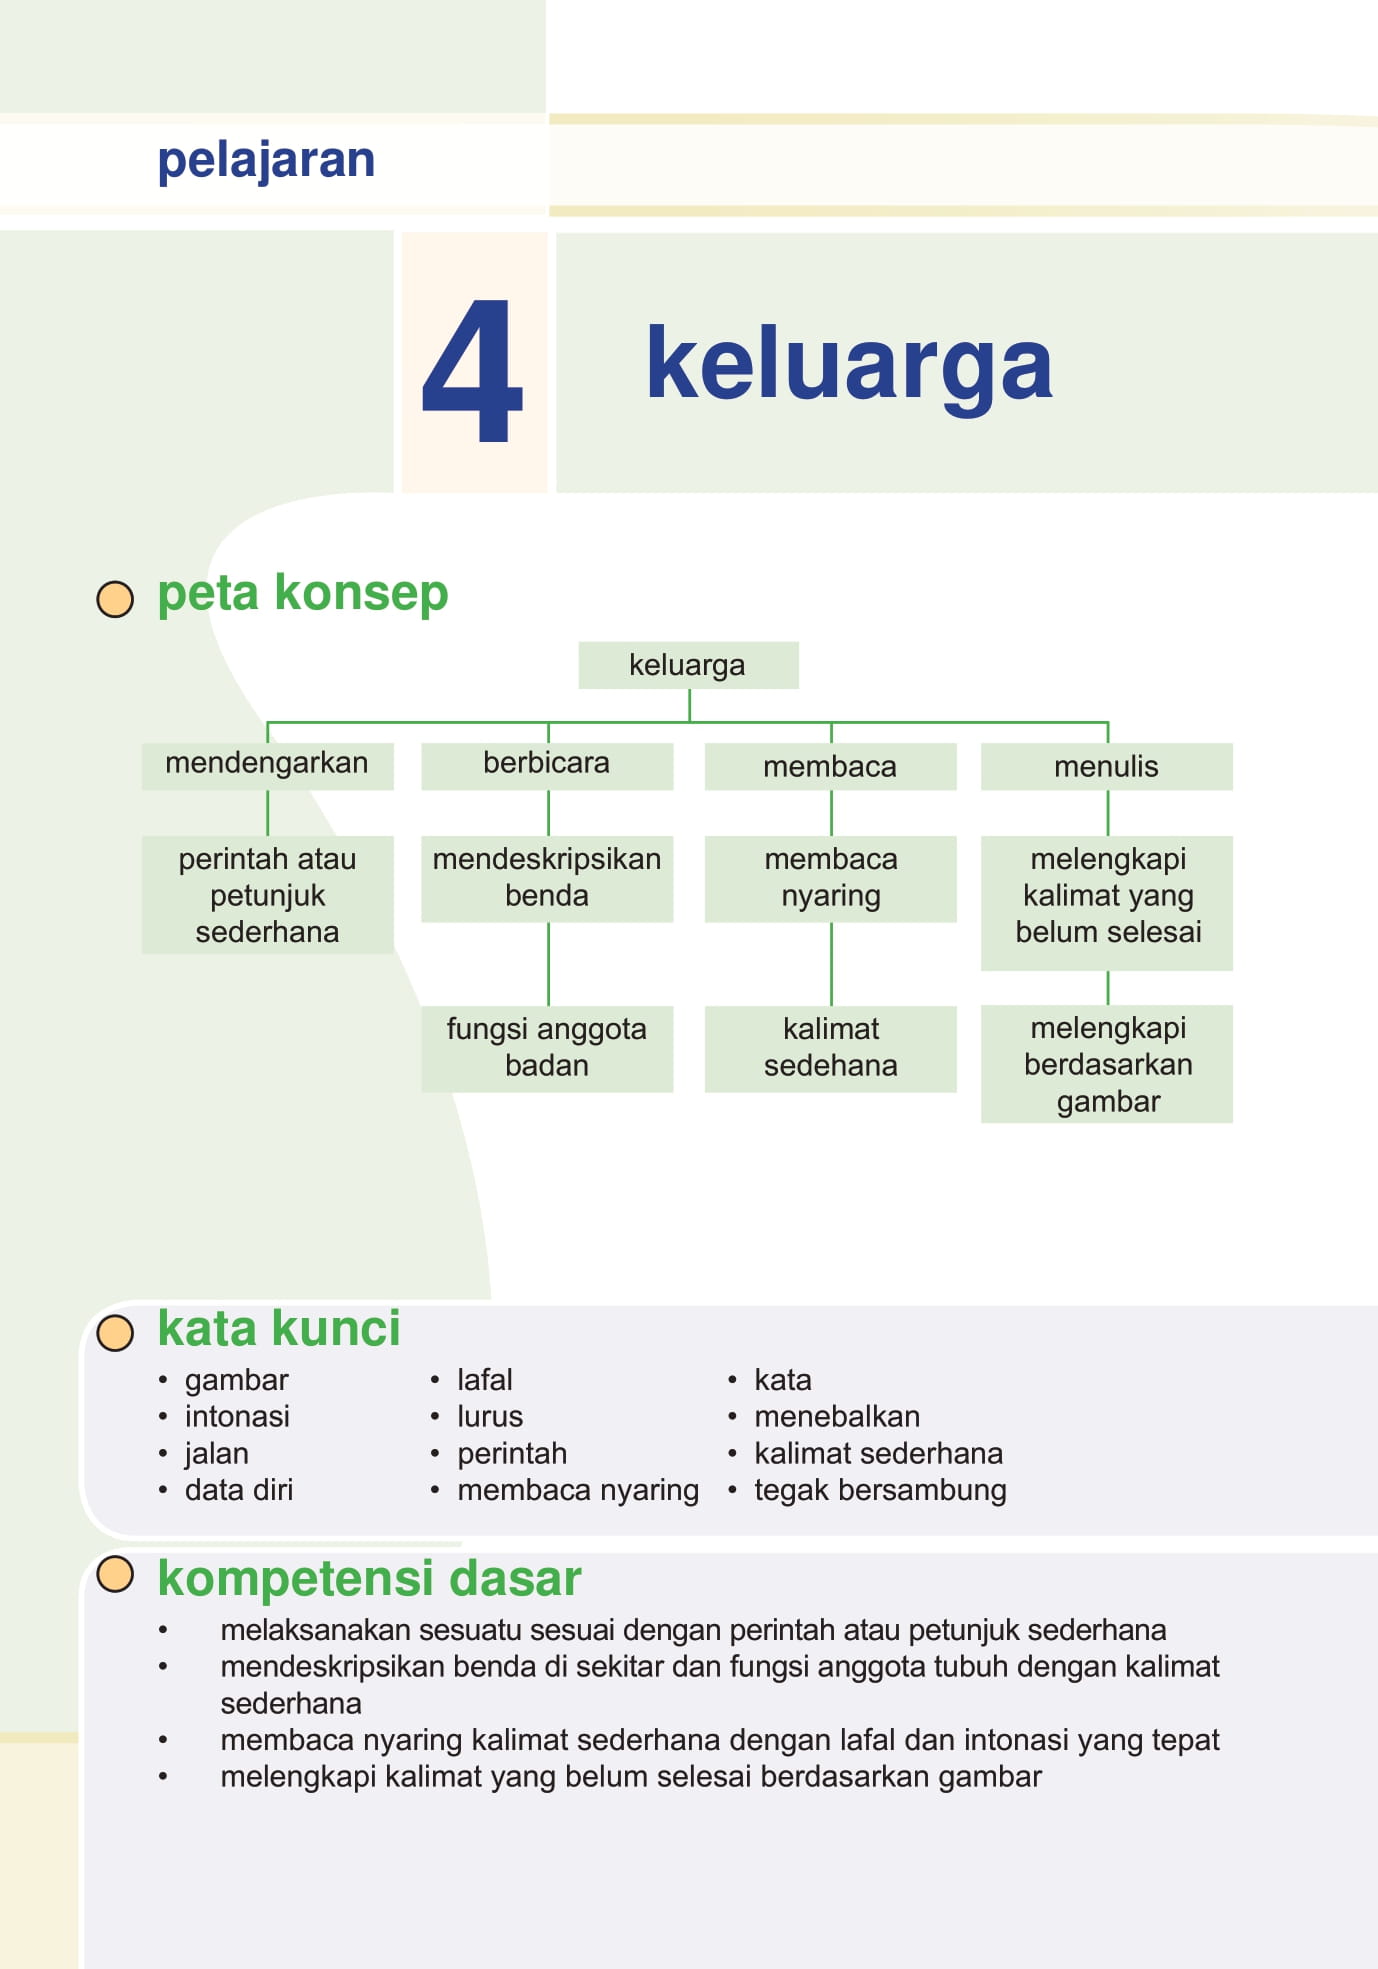 pelajaran
4
keluarga
peta konsep
keluarga
mendengarkan
berbicara
membaca
menulis
perintah atau
petunjuk
sederhana
mendeskripsikan
benda
membaca
nyaring
melengkapi
kalimat yang
belum selesai
fungsi anggota
badan
kalimat
sedehana
melengkapi
berdasarkan
gambar
kata kunci
• gambar
• intonasi
• jalan
• data diri
• lafal
• lurus
• perintah
• membaca nyaring
• kata
• menebalkan
• kalimat sederhana
• tegak bersambung
kompetensi dasar
• melaksanakan sesuatu sesuai dengan perintah atau petunjuk sederhana
• mendeskripsikan benda di sekitar dan fungsi anggota tubuh dengan kalimat
sederhana
• membaca nyaring kalimat sederhana dengan lafal dan intonasi yang tepat
• melengkapi kalimat yang belum selesai berdasarkan gambar